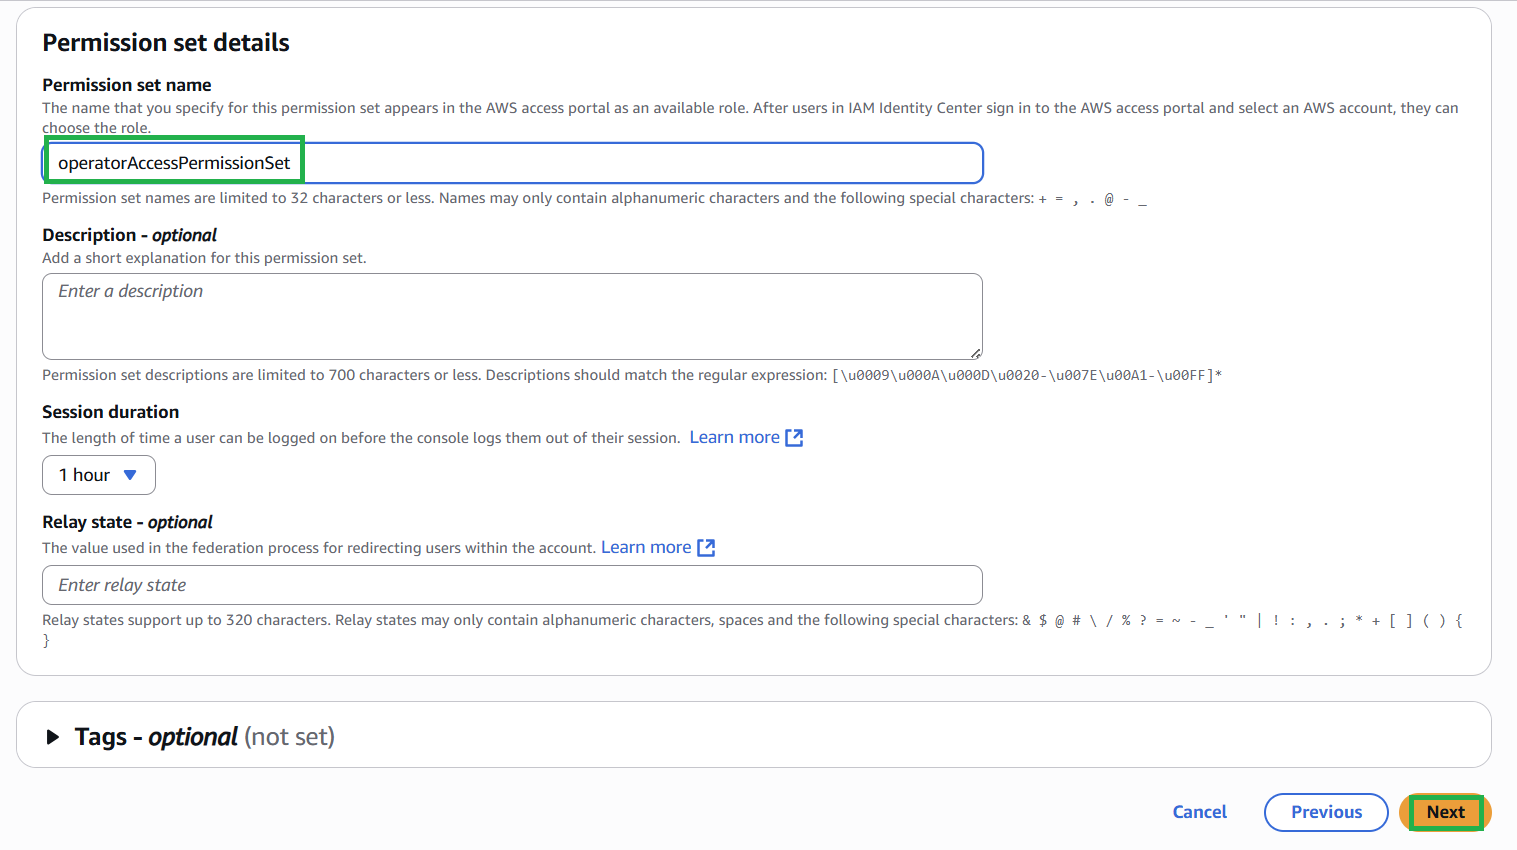 Permission set details
Permission set name
The name that you specify for this permission set appears in the AWS access portal as an available role. After users in IAM Identity Center sign in to the AWS access portal and select an AWS account, they can
choose the role.
operatorAccessPermissionSet
Permission set names are limited to 32 characters or less. Names may only contain alphanumeric characters and the following special characters: + = , . @ - _
Description - optional
Add a short explanation for this permission set.
Enter a description
Permission set descriptions are limited to 700 characters or less. Descriptions should match the regular expression: [\u0009\u000A\u000D\u0020-\u007E\u00A1-\u00FF]*
Session duration
The length of time a user can be logged on before the console logs them out of their session. Learn more
1 hour
Relay state - optional
The value used in the federation process for redirecting users within the account. Learn more
Enter relay state
Relay states support up to 320 characters. Relay states may only contain alphanumeric characters, spaces and the following special characters: & $ @ # \ / % ? = ~ - _ ' " | ! : , . ; * + [ ] ( ) {
}
Tags - optional (not set)
Cancel Previous Next